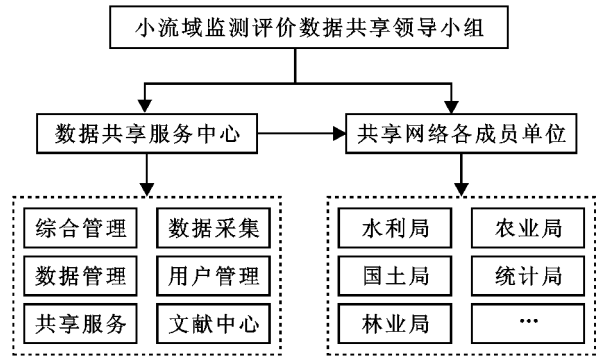 小流域监测评价数据共享领导小组
数据共享服务中心
共享网络各成员单位
综合管理
数据采集
水利局
农业局
数据管理
用户管理
国土局
统计局
共享服务
文献中心
林业局
…